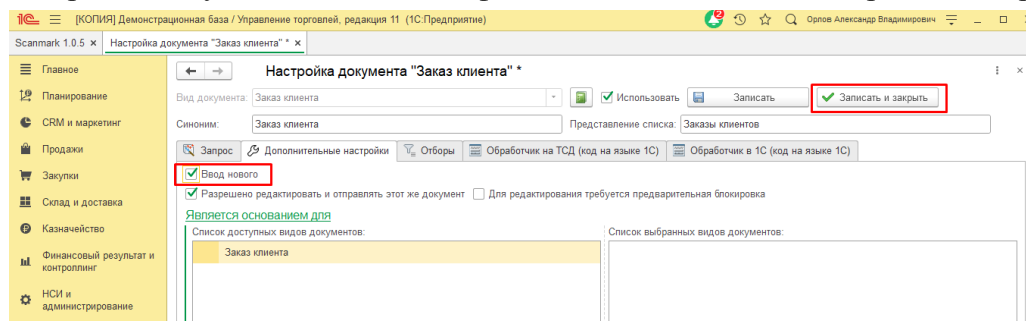 [КОПИЯ] Демонстрационная база / Управление торговлей, редакция 11 (1С:Предприятие)
2
Орлов Александр Владимирович
Scanmark 1.0.5 × Настройка документа "Заказ клиента" * ×
Главное
Планирование
CRM и маркетинг
Продажи
Закупки
Склад и доставка
Казначейство
Финансовый результат и
контроллинг
НСИ и
администрирование
Настройка документа "Заказ клиента" *
Вид документа: Заказ клиента Использовать Записать Записать и закрыть
Синоним: Заказ клиента Представление списка: Заказы клиентов
Запрос Дополнительные настройки Отборы Обработчик на ТСД (код на языке 1С) Обработчик в 1С (код на языке 1С)
Ввод нового
Разрешено редактировать и отправлять этот же документ Для редактирования требуется предварительная блокировка
Является основанием для
Список доступных видов документов: Список выбранных видов документов:
Заказ клиента